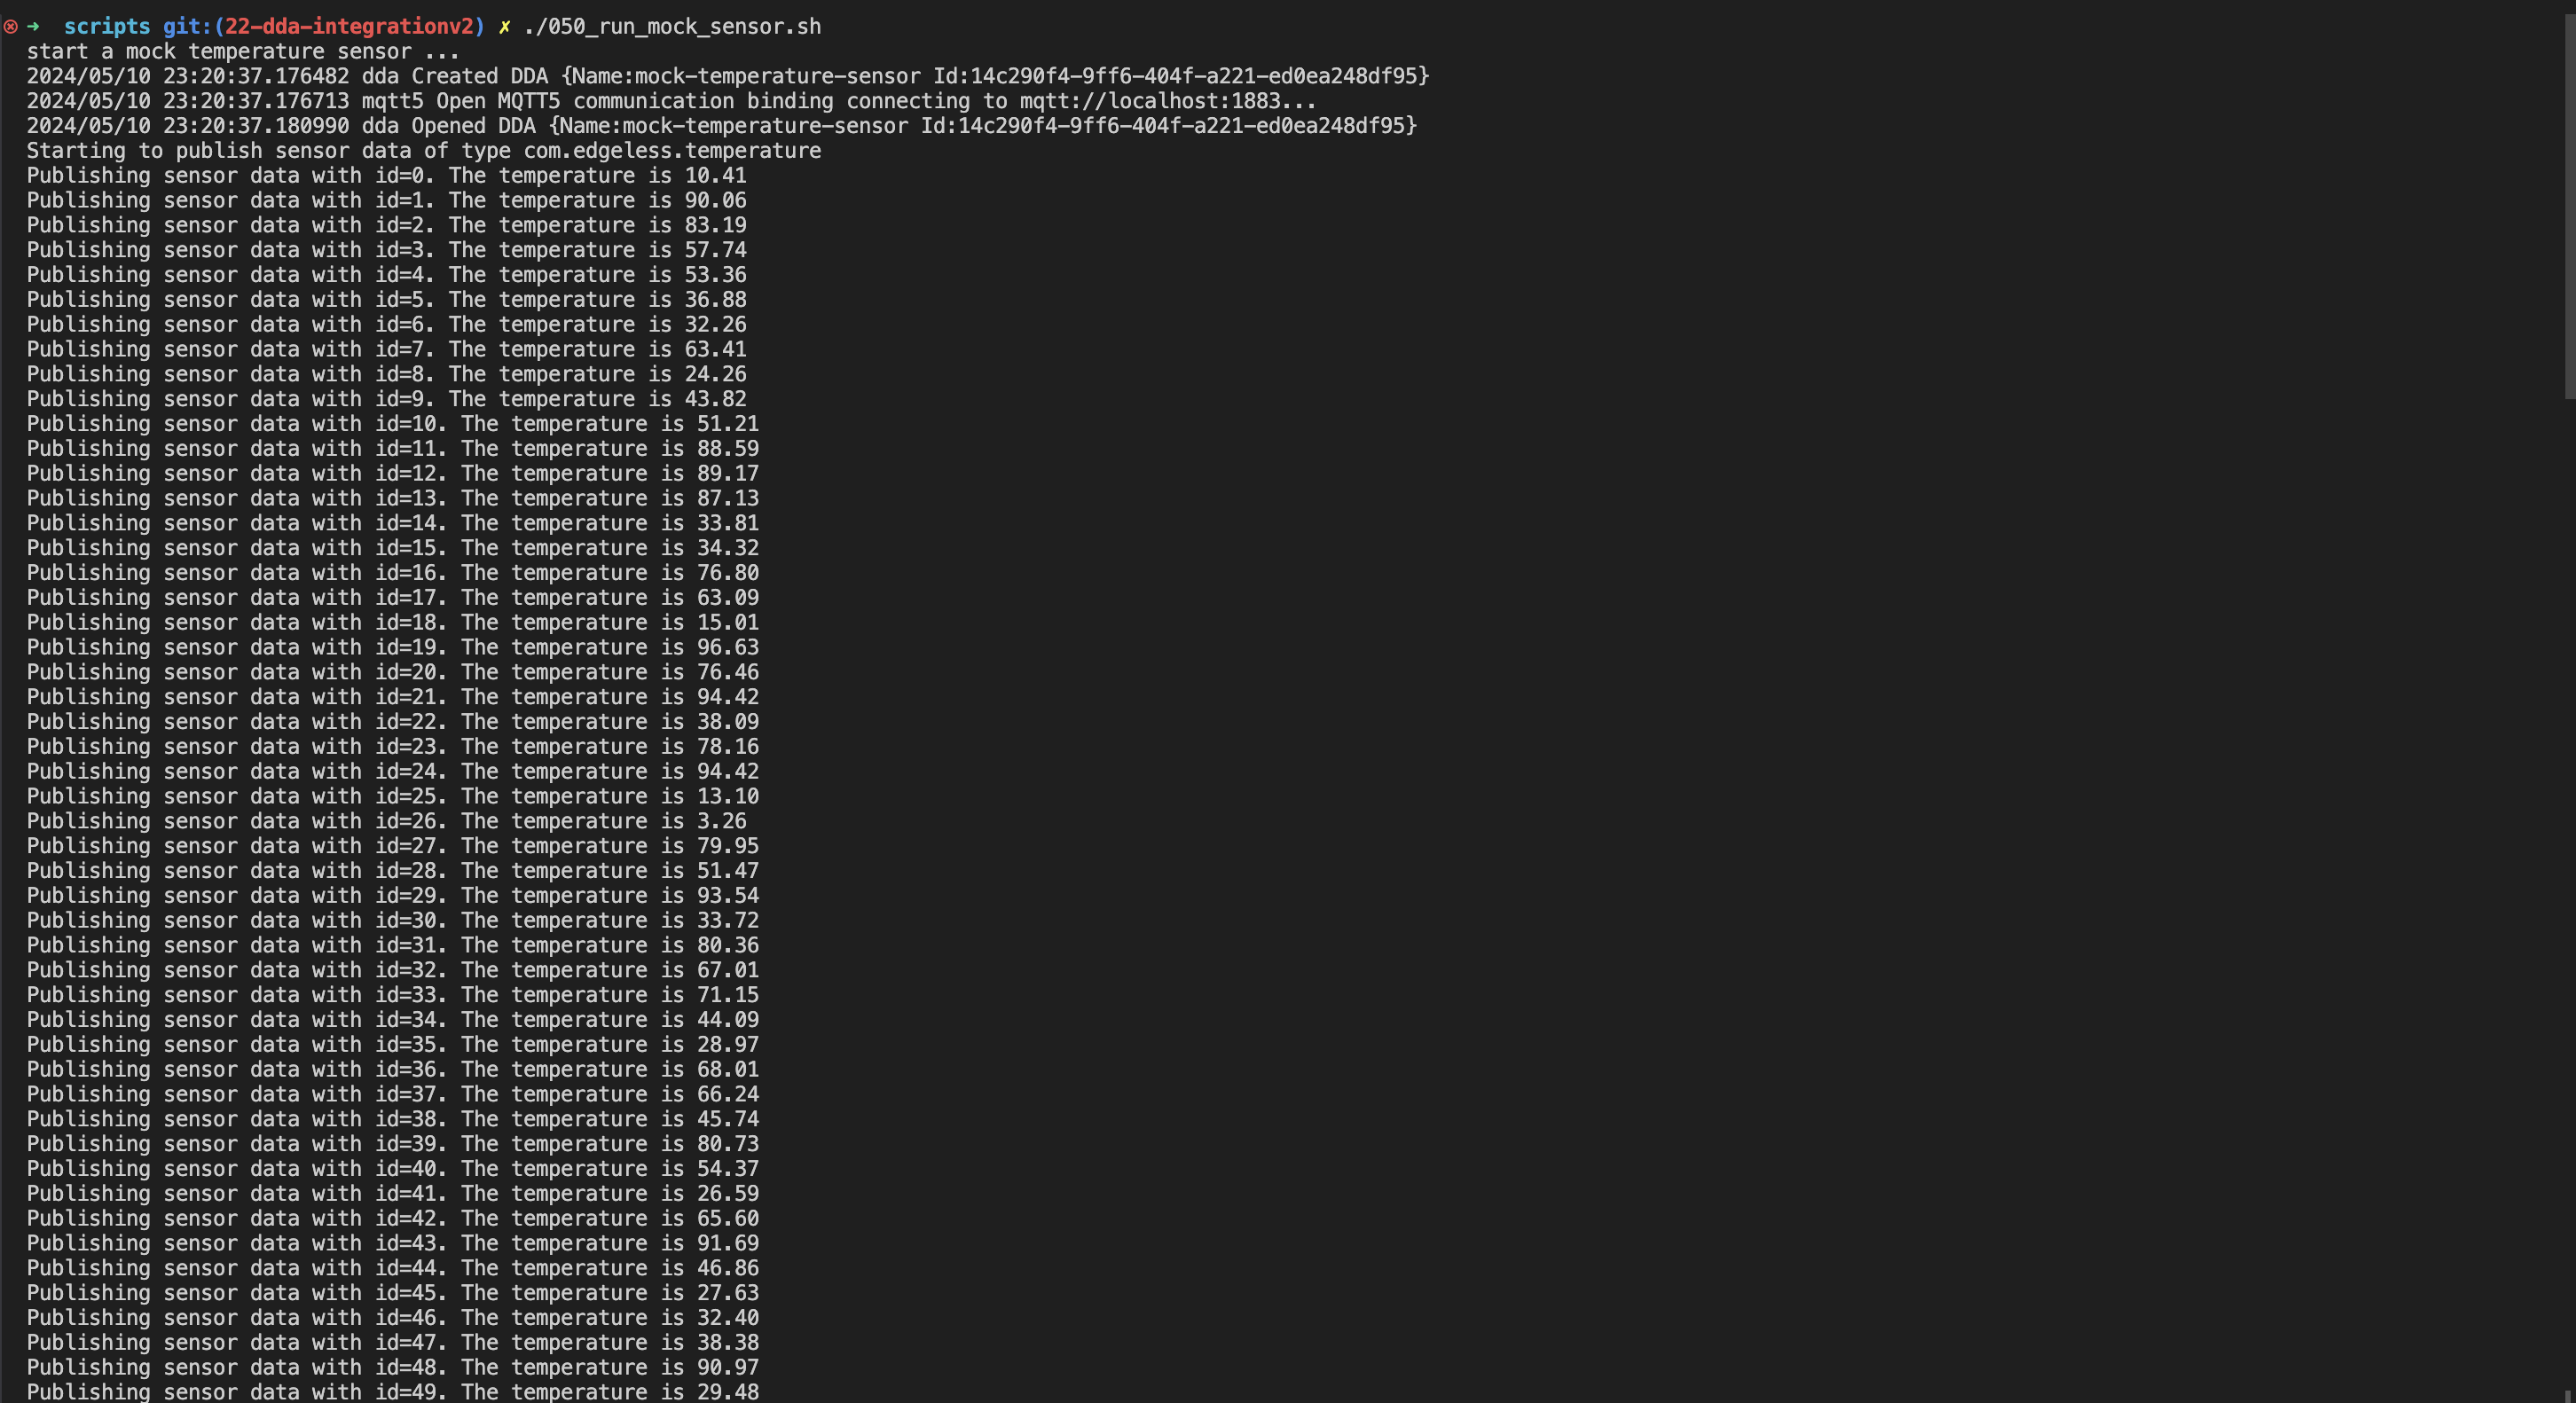 ➜  scripts git:(22-dda-integrationv2) ✗ ./050_run_mock_sensor.sh
start a mock temperature sensor ...
2024/05/10 23:20:37.176482 dda Created DDA {Name:mock-temperature-sensor Id:14c290f4-9ff6-404f-a221-ed0ea248df95}
2024/05/10 23:20:37.176713 mqtt5 Open MQTT5 communication binding connecting to mqtt://localhost:1883...
2024/05/10 23:20:37.180990 dda Opened DDA {Name:mock-temperature-sensor Id:14c290f4-9ff6-404f-a221-ed0ea248df95}
Starting to publish sensor data of type com.edgeless.temperature
Publishing sensor data with id=0. The temperature is 10.41
Publishing sensor data with id=1. The temperature is 90.06
Publishing sensor data with id=2. The temperature is 83.19
Publishing sensor data with id=3. The temperature is 57.74
Publishing sensor data with id=4. The temperature is 53.36
Publishing sensor data with id=5. The temperature is 36.88
Publishing sensor data with id=6. The temperature is 32.26
Publishing sensor data with id=7. The temperature is 63.41
Publishing sensor data with id=8. The temperature is 24.26
Publishing sensor data with id=9. The temperature is 43.82
Publishing sensor data with id=10. The temperature is 51.21
Publishing sensor data with id=11. The temperature is 88.59
Publishing sensor data with id=12. The temperature is 89.17
Publishing sensor data with id=13. The temperature is 87.13
Publishing sensor data with id=14. The temperature is 33.81
Publishing sensor data with id=15. The temperature is 34.32
Publishing sensor data with id=16. The temperature is 76.80
Publishing sensor data with id=17. The temperature is 63.09
Publishing sensor data with id=18. The temperature is 15.01
Publishing sensor data with id=19. The temperature is 96.63
Publishing sensor data with id=20. The temperature is 76.46
Publishing sensor data with id=21. The temperature is 94.42
Publishing sensor data with id=22. The temperature is 38.09
Publishing sensor data with id=23. The temperature is 78.16
Publishing sensor data with id=24. The temperature is 94.42
Publishing sensor data with id=25. The temperature is 13.10
Publishing sensor data with id=26. The temperature is 3.26
Publishing sensor data with id=27. The temperature is 79.95
Publishing sensor data with id=28. The temperature is 51.47
Publishing sensor data with id=29. The temperature is 93.54
Publishing sensor data with id=30. The temperature is 33.72
Publishing sensor data with id=31. The temperature is 80.36
Publishing sensor data with id=32. The temperature is 67.01
Publishing sensor data with id=33. The temperature is 71.15
Publishing sensor data with id=34. The temperature is 44.09
Publishing sensor data with id=35. The temperature is 28.97
Publishing sensor data with id=36. The temperature is 68.01
Publishing sensor data with id=37. The temperature is 66.24
Publishing sensor data with id=38. The temperature is 45.74
Publishing sensor data with id=39. The temperature is 80.73
Publishing sensor data with id=40. The temperature is 54.37
Publishing sensor data with id=41. The temperature is 26.59
Publishing sensor data with id=42. The temperature is 65.60
Publishing sensor data with id=43. The temperature is 91.69
Publishing sensor data with id=44. The temperature is 46.86
Publishing sensor data with id=45. The temperature is 27.63
Publishing sensor data with id=46. The temperature is 32.40
Publishing sensor data with id=47. The temperature is 38.38
Publishing sensor data with id=48. The temperature is 90.97
Publishing sensor data with id=49. The temperature is 29.48